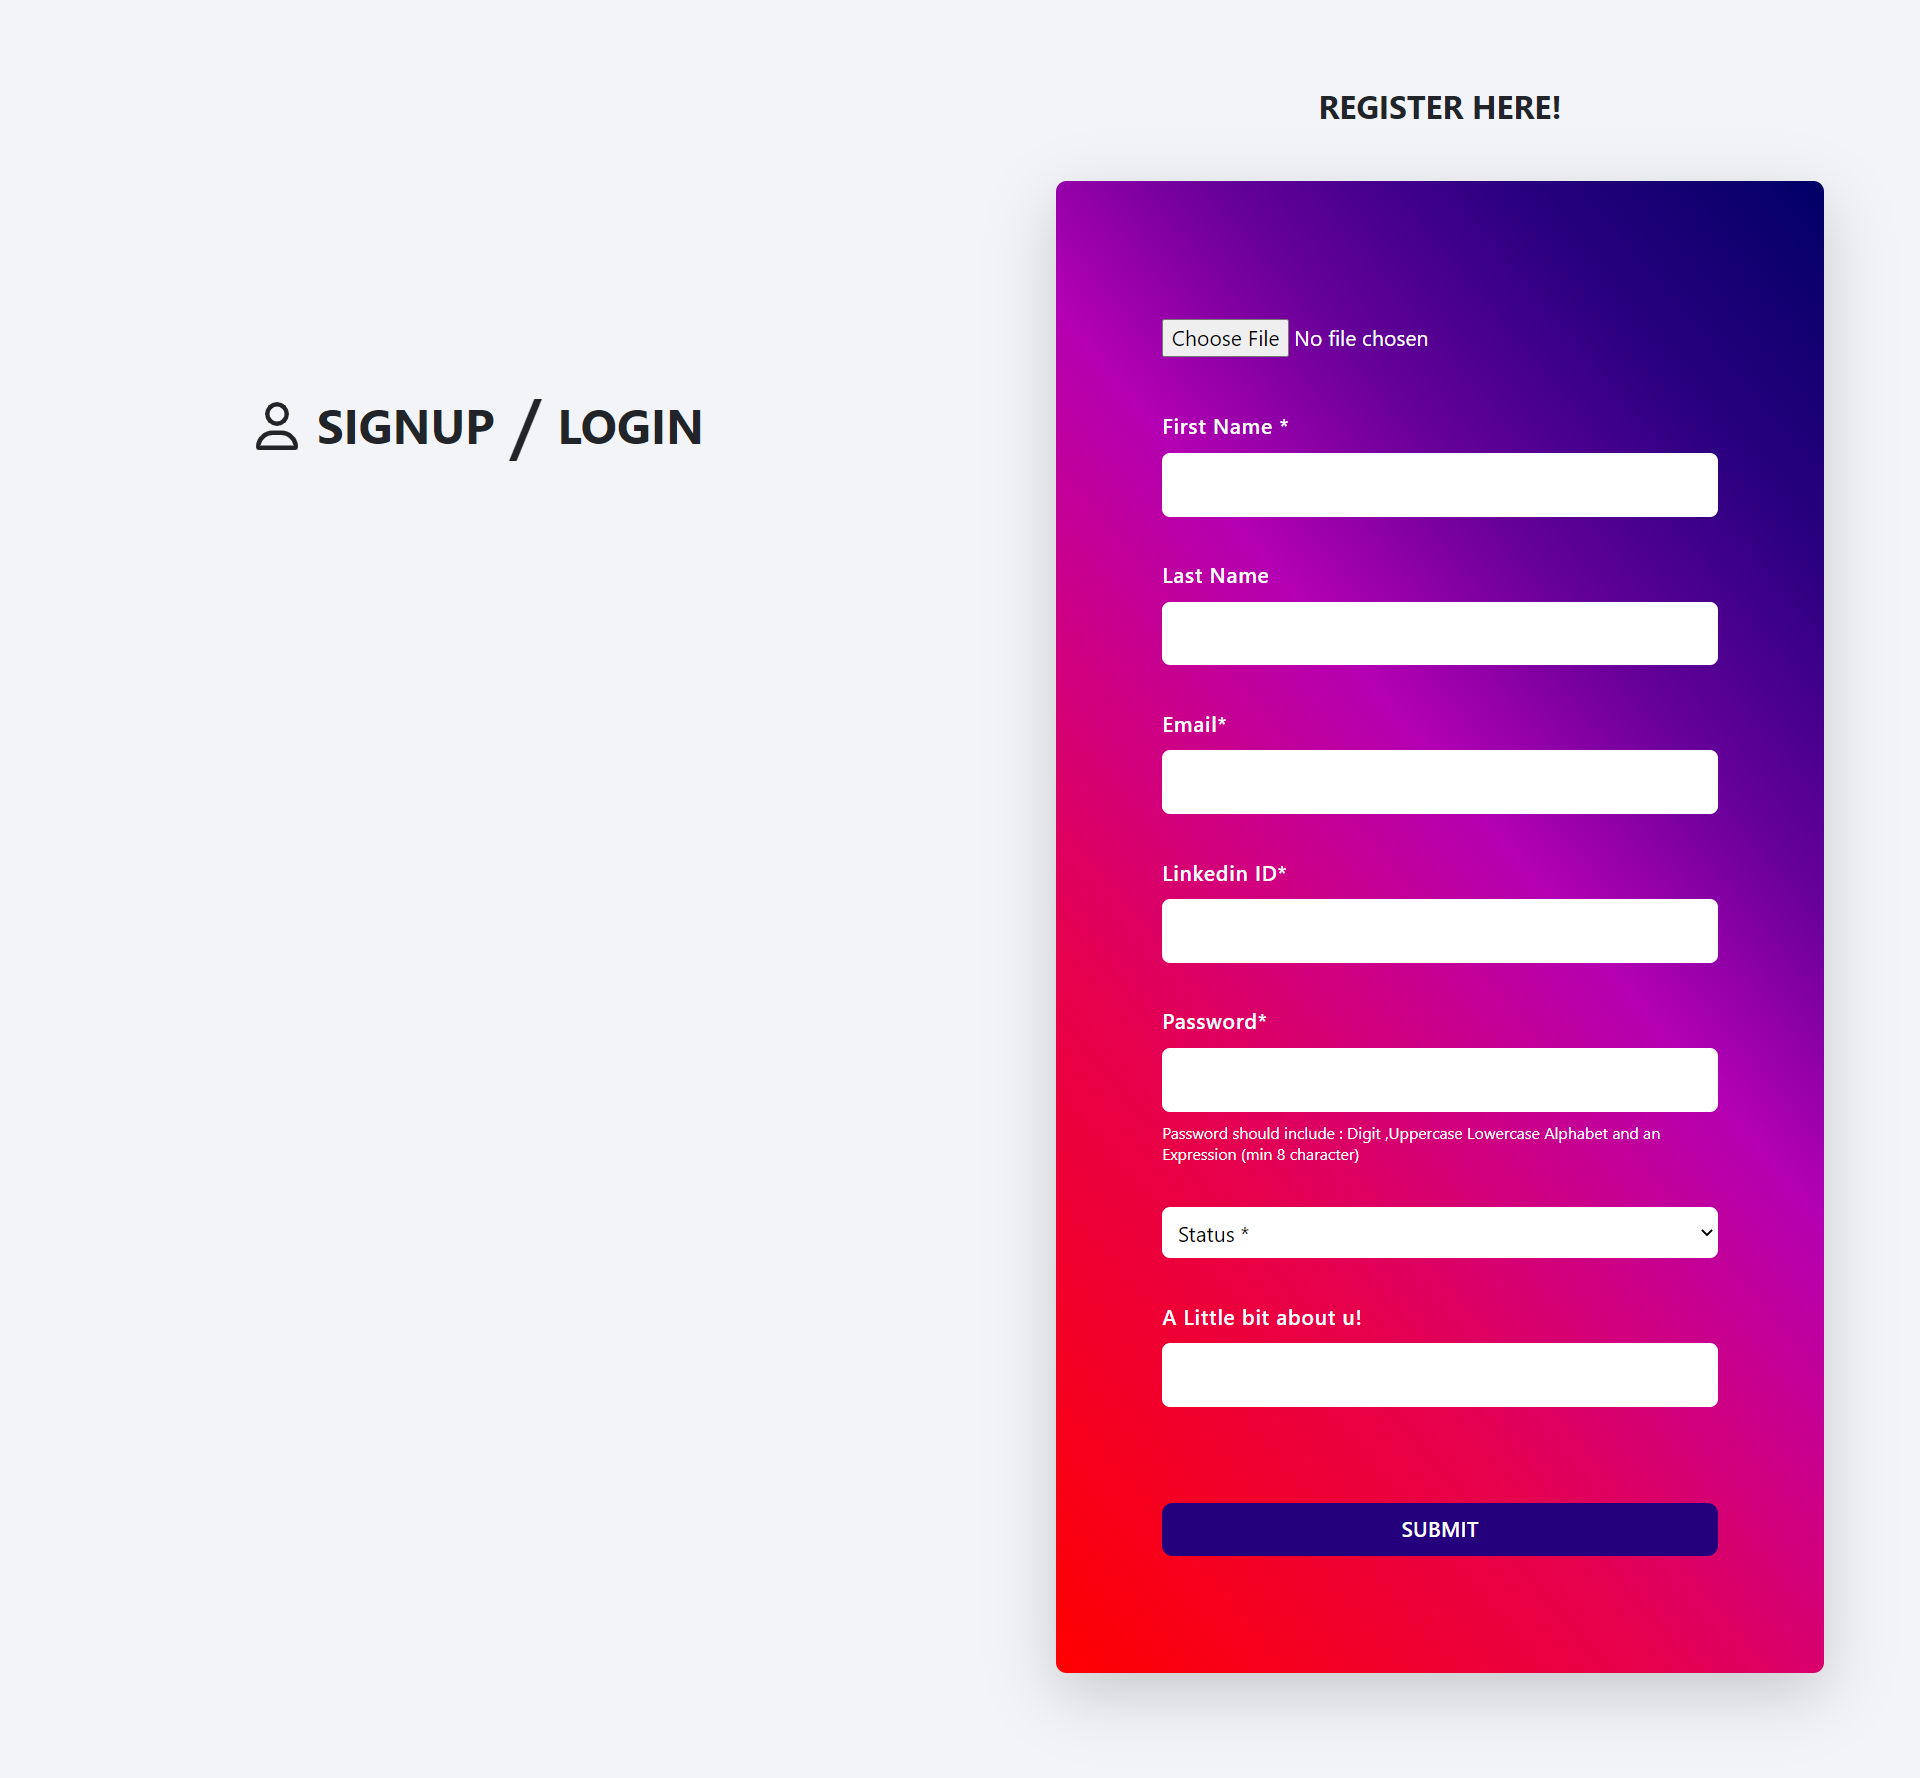 SIGNUP / LOGIN
REGISTER HERE!
Choose File No file chosen
First Name *
Last Name
Email*
Linkedin ID*
Password*
Password should include : Digit ,Uppercase Lowercase Alphabet and an
Expression (min 8 character)
Status *
A Little bit about u!
SUBMIT